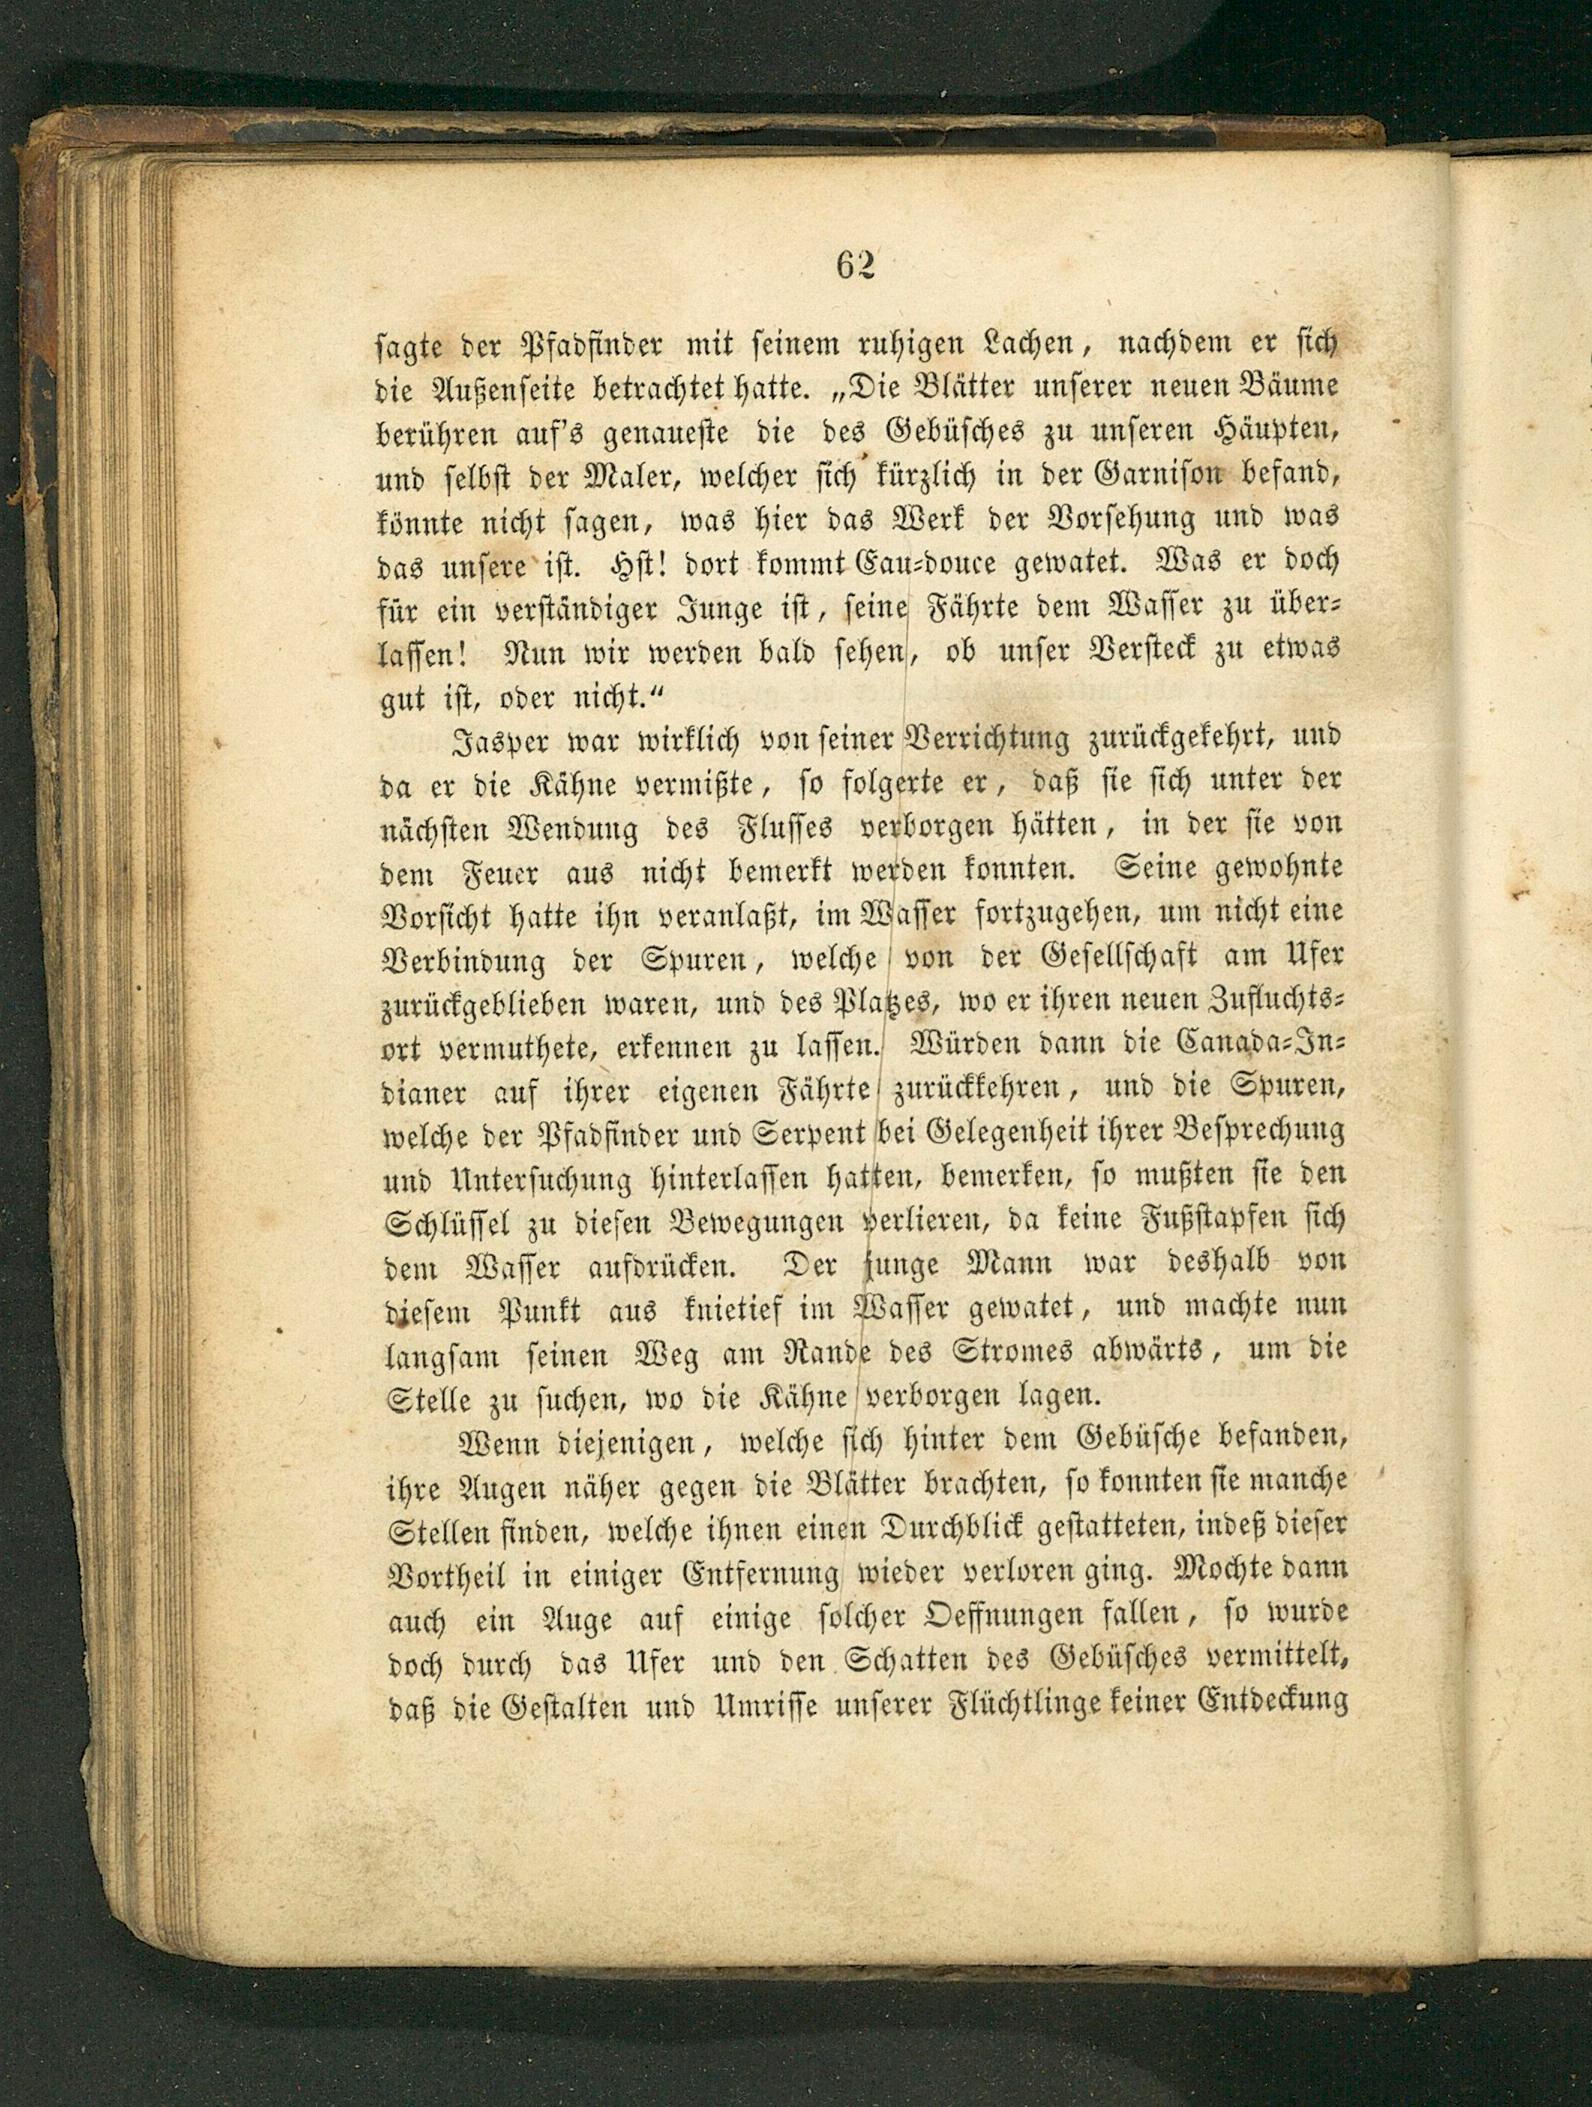 62
sagte der Pfadfinder mit seinem ruhigen Lachen, nachdem er sich
die Außenseite betrachtet hatte. „Die Blätter unserer neuen Bäume
berühren auf's genaueste die des Gebüsches zu unseren Häupten,
und selbst der Maler, welcher sich kürzlich in der Garnison befand,
könnte nicht sagen, was hier das Werk der Vorsehung und was
das unsere ist. Hst! dort kommt Eau-douce gewatet. Was er doch
für ein verständiger Junge ist, seine Fährte dem Wasser zu über-
lassen! Nun wir werden bald sehen, ob unser Versteck zu etwas
gut ist, oder nicht.“
Jasper war wirklich von seiner Verrichtung zurückgekehrt, und
da er die Kähne vermißte, so folgerte er, daß sie sich unter der
nächsten Wendung des Flusses verborgen hätten, in der sie von
dem Feuer aus nicht bemerkt werden konnten. Seine gewohnte
Vorsicht hatte ihn veranlaßt, im Wasser fortzugehen, um nicht eine
Verbindung der Spuren, welche von der Gesellschaft am Ufer
zurückgeblieben waren, und des Platzes, wo er ihren neuen Zufluchts-
ort vermuthete, erkennen zu lassen. Würden dann die Canada-In-
dianer auf ihrer eigenen Fährte zurückkehren, und die Spuren,
welche der Pfadfinder und Serpent bei Gelegenheit ihrer Besprechung
und Untersuchung hinterlassen hatten, bemerken, so mußten sie den
Schlüssel zu diesen Bewegungen verlieren, da keine Fußstapfen sich
dem Wasser aufdrücken. Der junge Mann war deshalb von
diesem Punkt aus knietief im Wasser gewatet, und machte nun
langsam seinen Weg am Rande des Stromes abwärts, um die
Stelle zu suchen, wo die Kähne verborgen lagen.
Wenn diejenigen, welche sich hinter dem Gebüsche befanden,
ihre Augen näher gegen die Blätter brachten, so konnten sie manche
Stellen finden, welche ihnen einen Durchblick gestatteten, indeß dieser
Vortheil in einiger Entfernung wieder verloren ging. Mochte dann
auch ein Auge auf einige solcher Oeffnungen fallen, so wurde
doch durch das Ufer und den Schatten des Gebüsches vermittelt,
daß die Gestalten und Umrisse unserer Flüchtlinge keiner Entdeckung